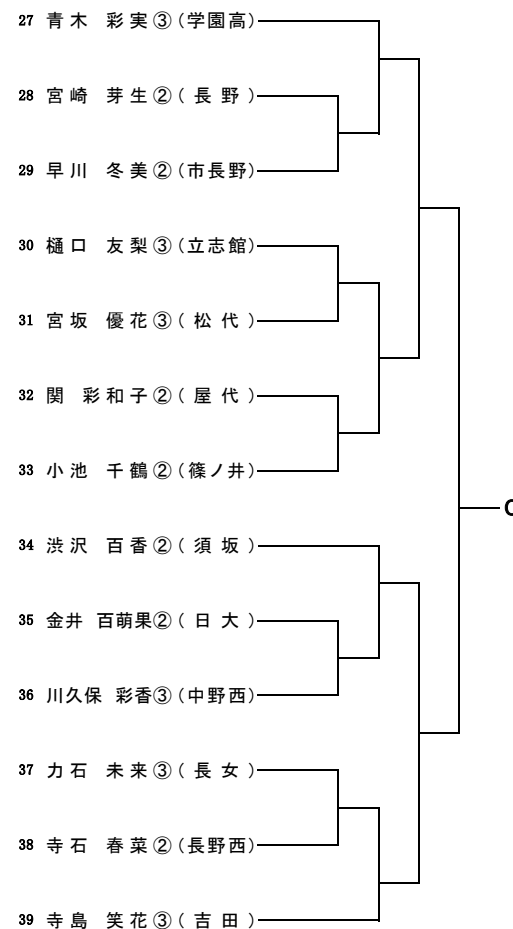 27 青木 彩実③(学園高)
28 宮崎 芽生②(長野)
29 早川 冬美②(市長野)
30 樋口 友梨③(立志館)
31 宮坂 優花③(松代)
32 関 彩和子②(屋代)
33 小池 千鶴②(篠ノ井)
34 渋沢 百香②(須坂)
35 金井 百萌果②(日大)
36 川久保 彩香③(中野西)
37 力石 未来③(長女)
38 寺石 春菜②(長野西)
39 寺島 笑花③(吉田)